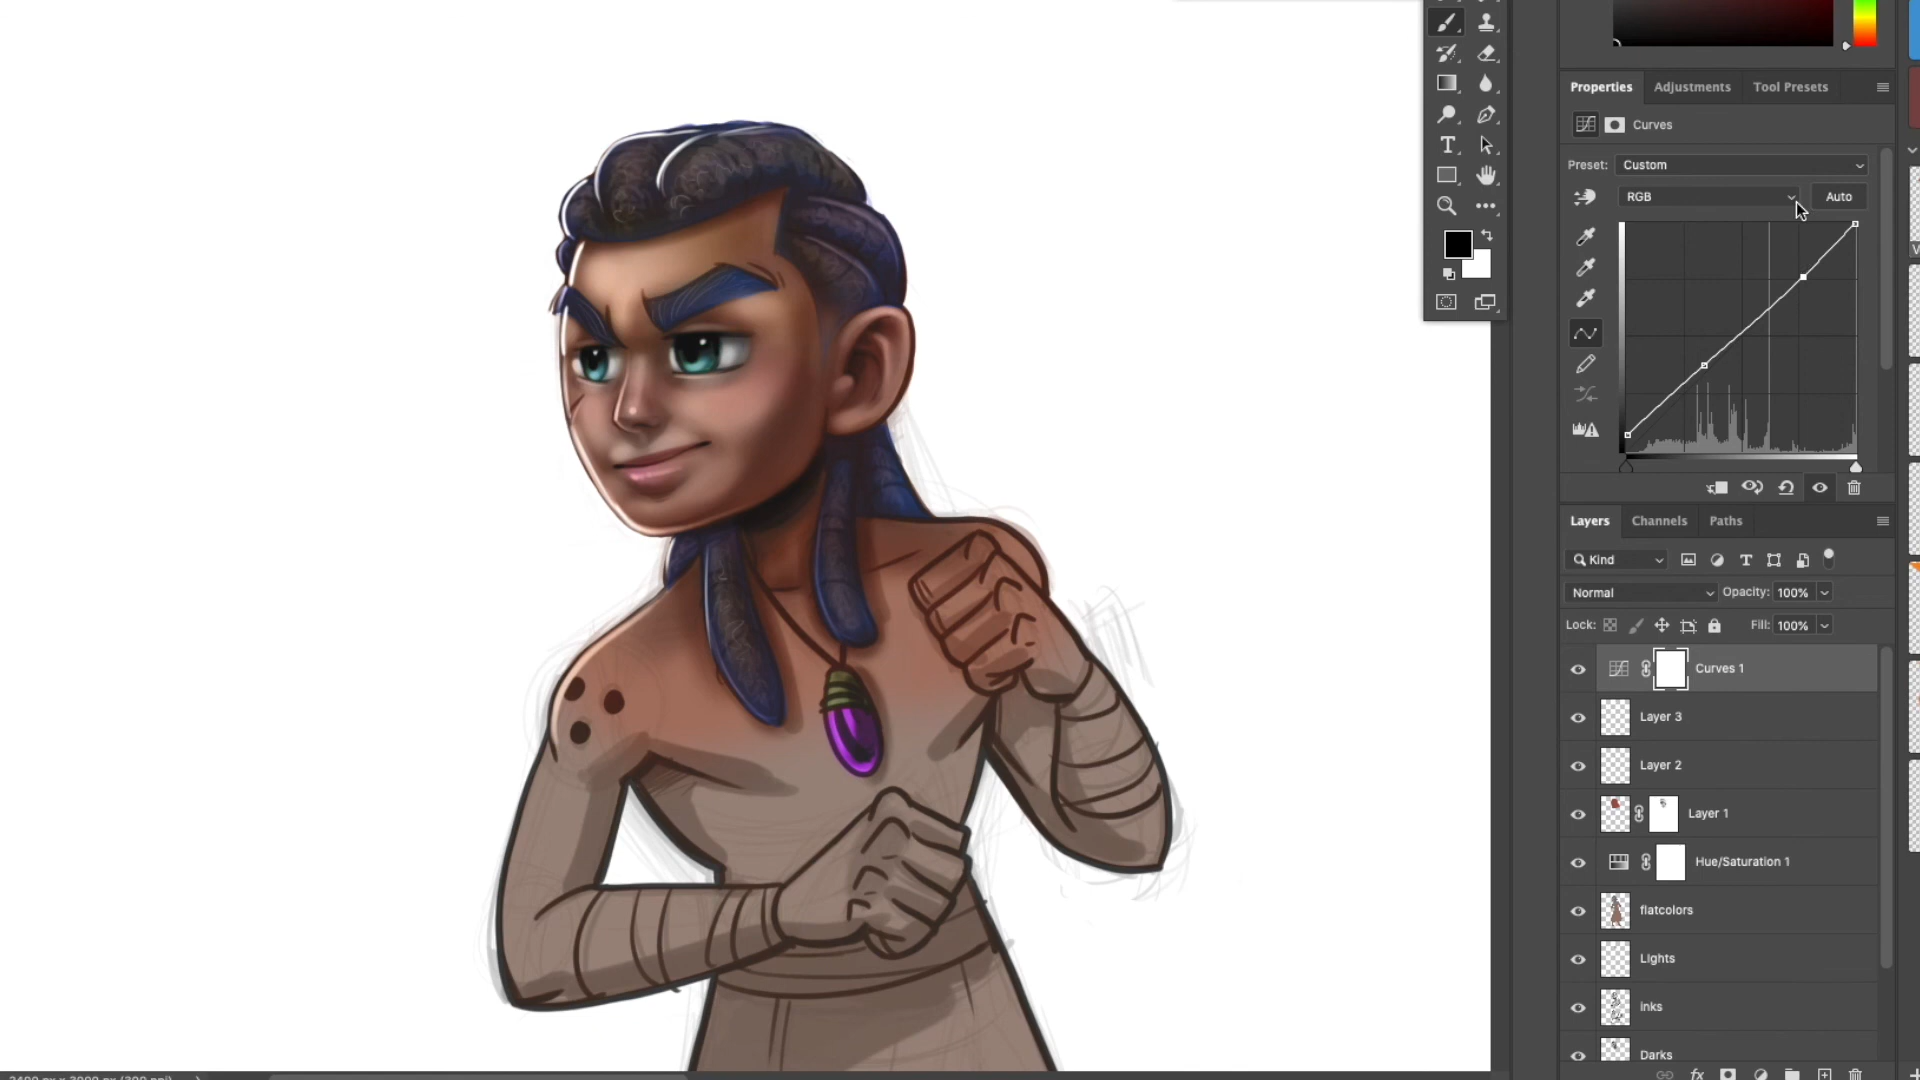 Properties
Adjustments
Tool Presets
Curves
Preset:
Custom
RGB
Auto
Layers
Channels
Paths
Kind
Normal
Opacity:
100%
Lock:
Fill:
100%
Curves 1
Layer 3
Layer 2
Layer 1
Hue/Saturation 1
flatcolors
Lights
inks
Darks
fx